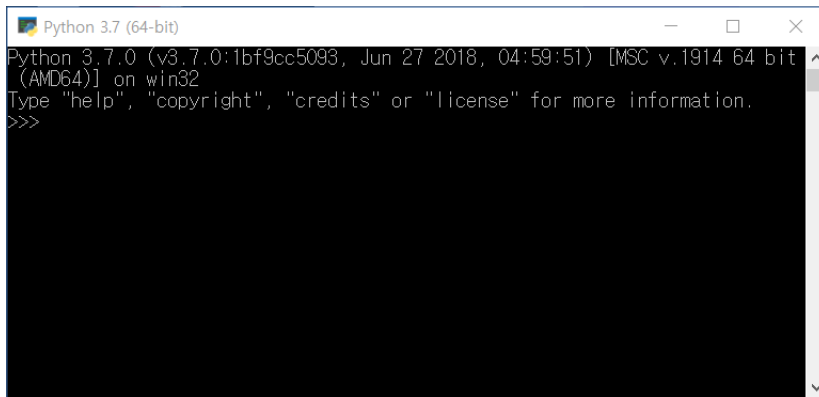 Python 3.7 (64-bit)
Python 3.7.0 (v3.7.0:1bf9cc5093, Jun 27 2018, 04:59:51) [MSC v.1914 64 bit
(AMD64)] on win32
Type "help", "copyright", "credits" or "license" for more information.
>>>